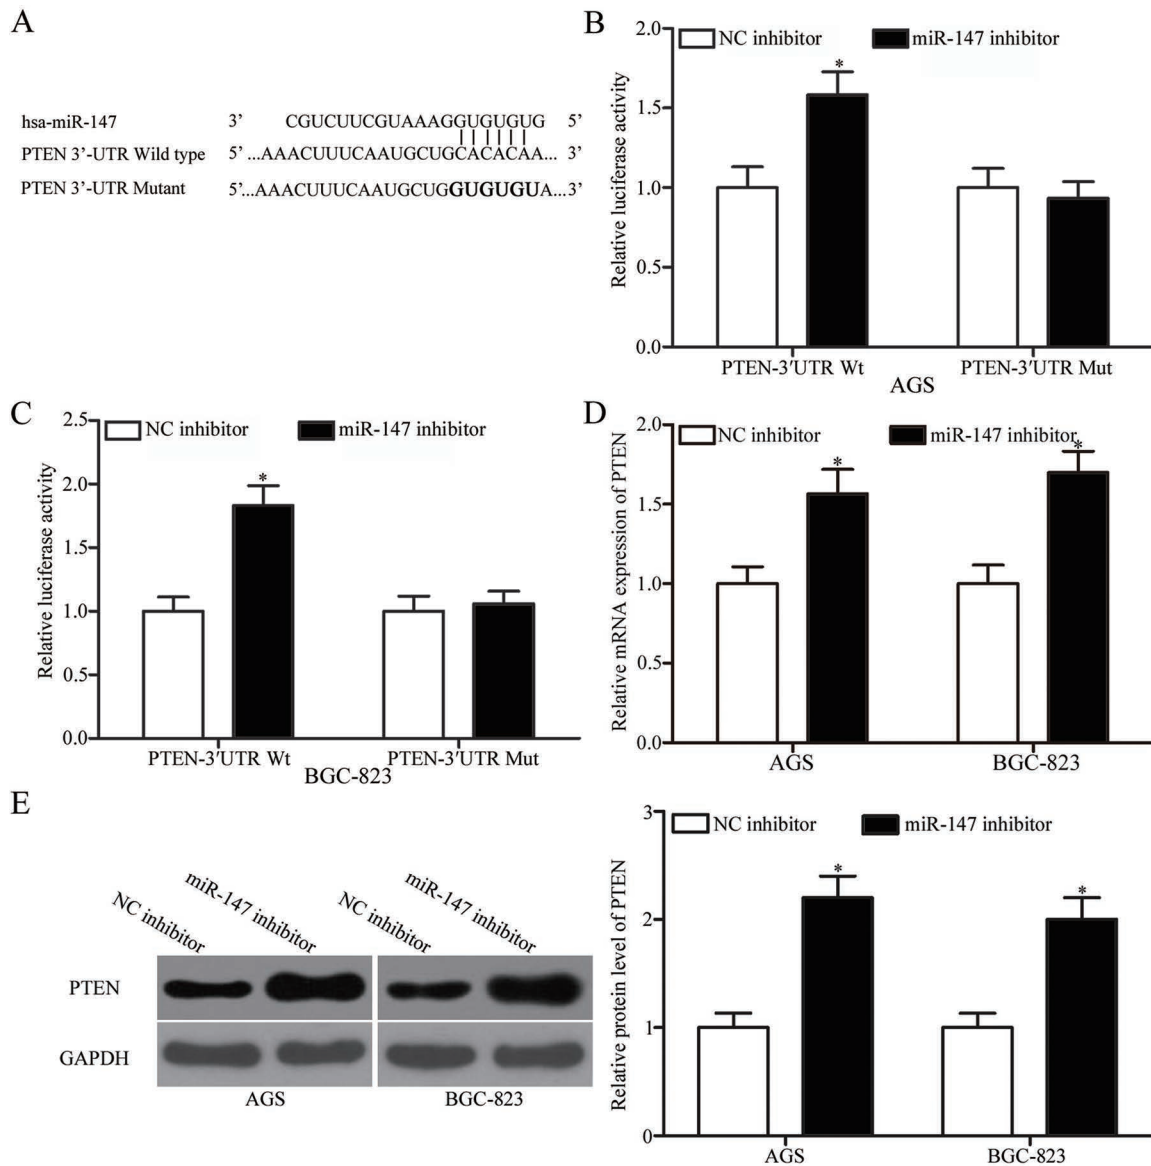 A
hsa-miR-147 3’ CGUCUUCGUAAAGGUGUGUG 5’
PTEN 3’-UTR Wild type 5’ ...AAACUUUCAAUGCUGCACACAA... 3’
PTEN 3’-UTR Mutant 5’...AAACUUUCAAUGCUGGUGUGUA...3’
B
NC inhibitor miR-147 inhibitor
Relative luciferase activity
2.0
1.5
1.0
0.5
0.0
*
PTEN-3′UTR Wt PTEN-3′UTR Mut
AGS
C
NC inhibitor miR-147 inhibitor
Relative luciferase activity
2.5
2.0
1.5
1.0
0.5
0.0
*
PTEN-3′UTR Wt PTEN-3′UTR Mut
BGC-823
D
NC inhibitor miR-147 inhibitor
Relative mRNA expression of PTEN
2.0
1.5
1.0
0.5
0.0
* *
AGS BGC-823
E
NC inhibitor
miR-147 inhibitor
NC inhibitor
miR-147 inhibitor
PTEN
GAPDH
AGS BGC-823
NC inhibitor miR-147 inhibitor
Relative protein level of PTEN
3
2
1
0
* *
AGS BGC-823